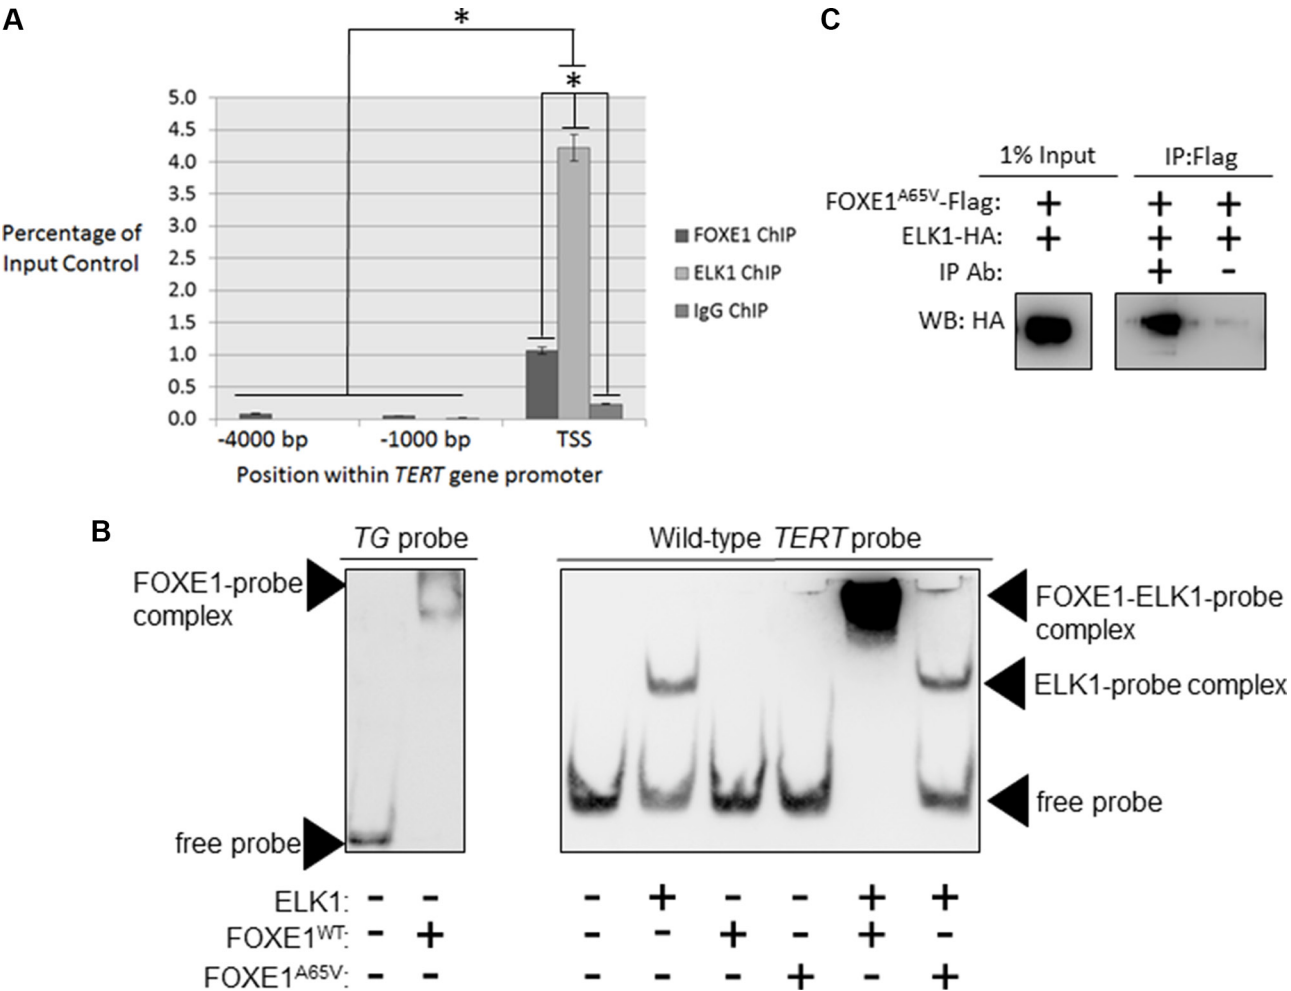 A
*
*
5.0
4.5
4.0
3.5
3.0
2.5
2.0
1.5
1.0
0.5
0.0
Percentage of
Input Control
FOXE1 ChIP
ELK1 ChIP
IgG ChIP
-4000 bp -1000 bp TSS
Position within TERT gene promoter
C
1% Input IP:Flag
FOXE1A65V-Flag: + + +
ELK1-HA: + + +
IP Ab: + -
WB: HA
B
TG probe Wild-type TERT probe
FOXE1-probe
complex
free probe
FOXE1-ELK1-probe
complex
ELK1-probe complex
free probe
ELK1: - - - + - - + +
FOXE1WT: - + - - + - + -
FOXE1A65V: - - - - - + - +